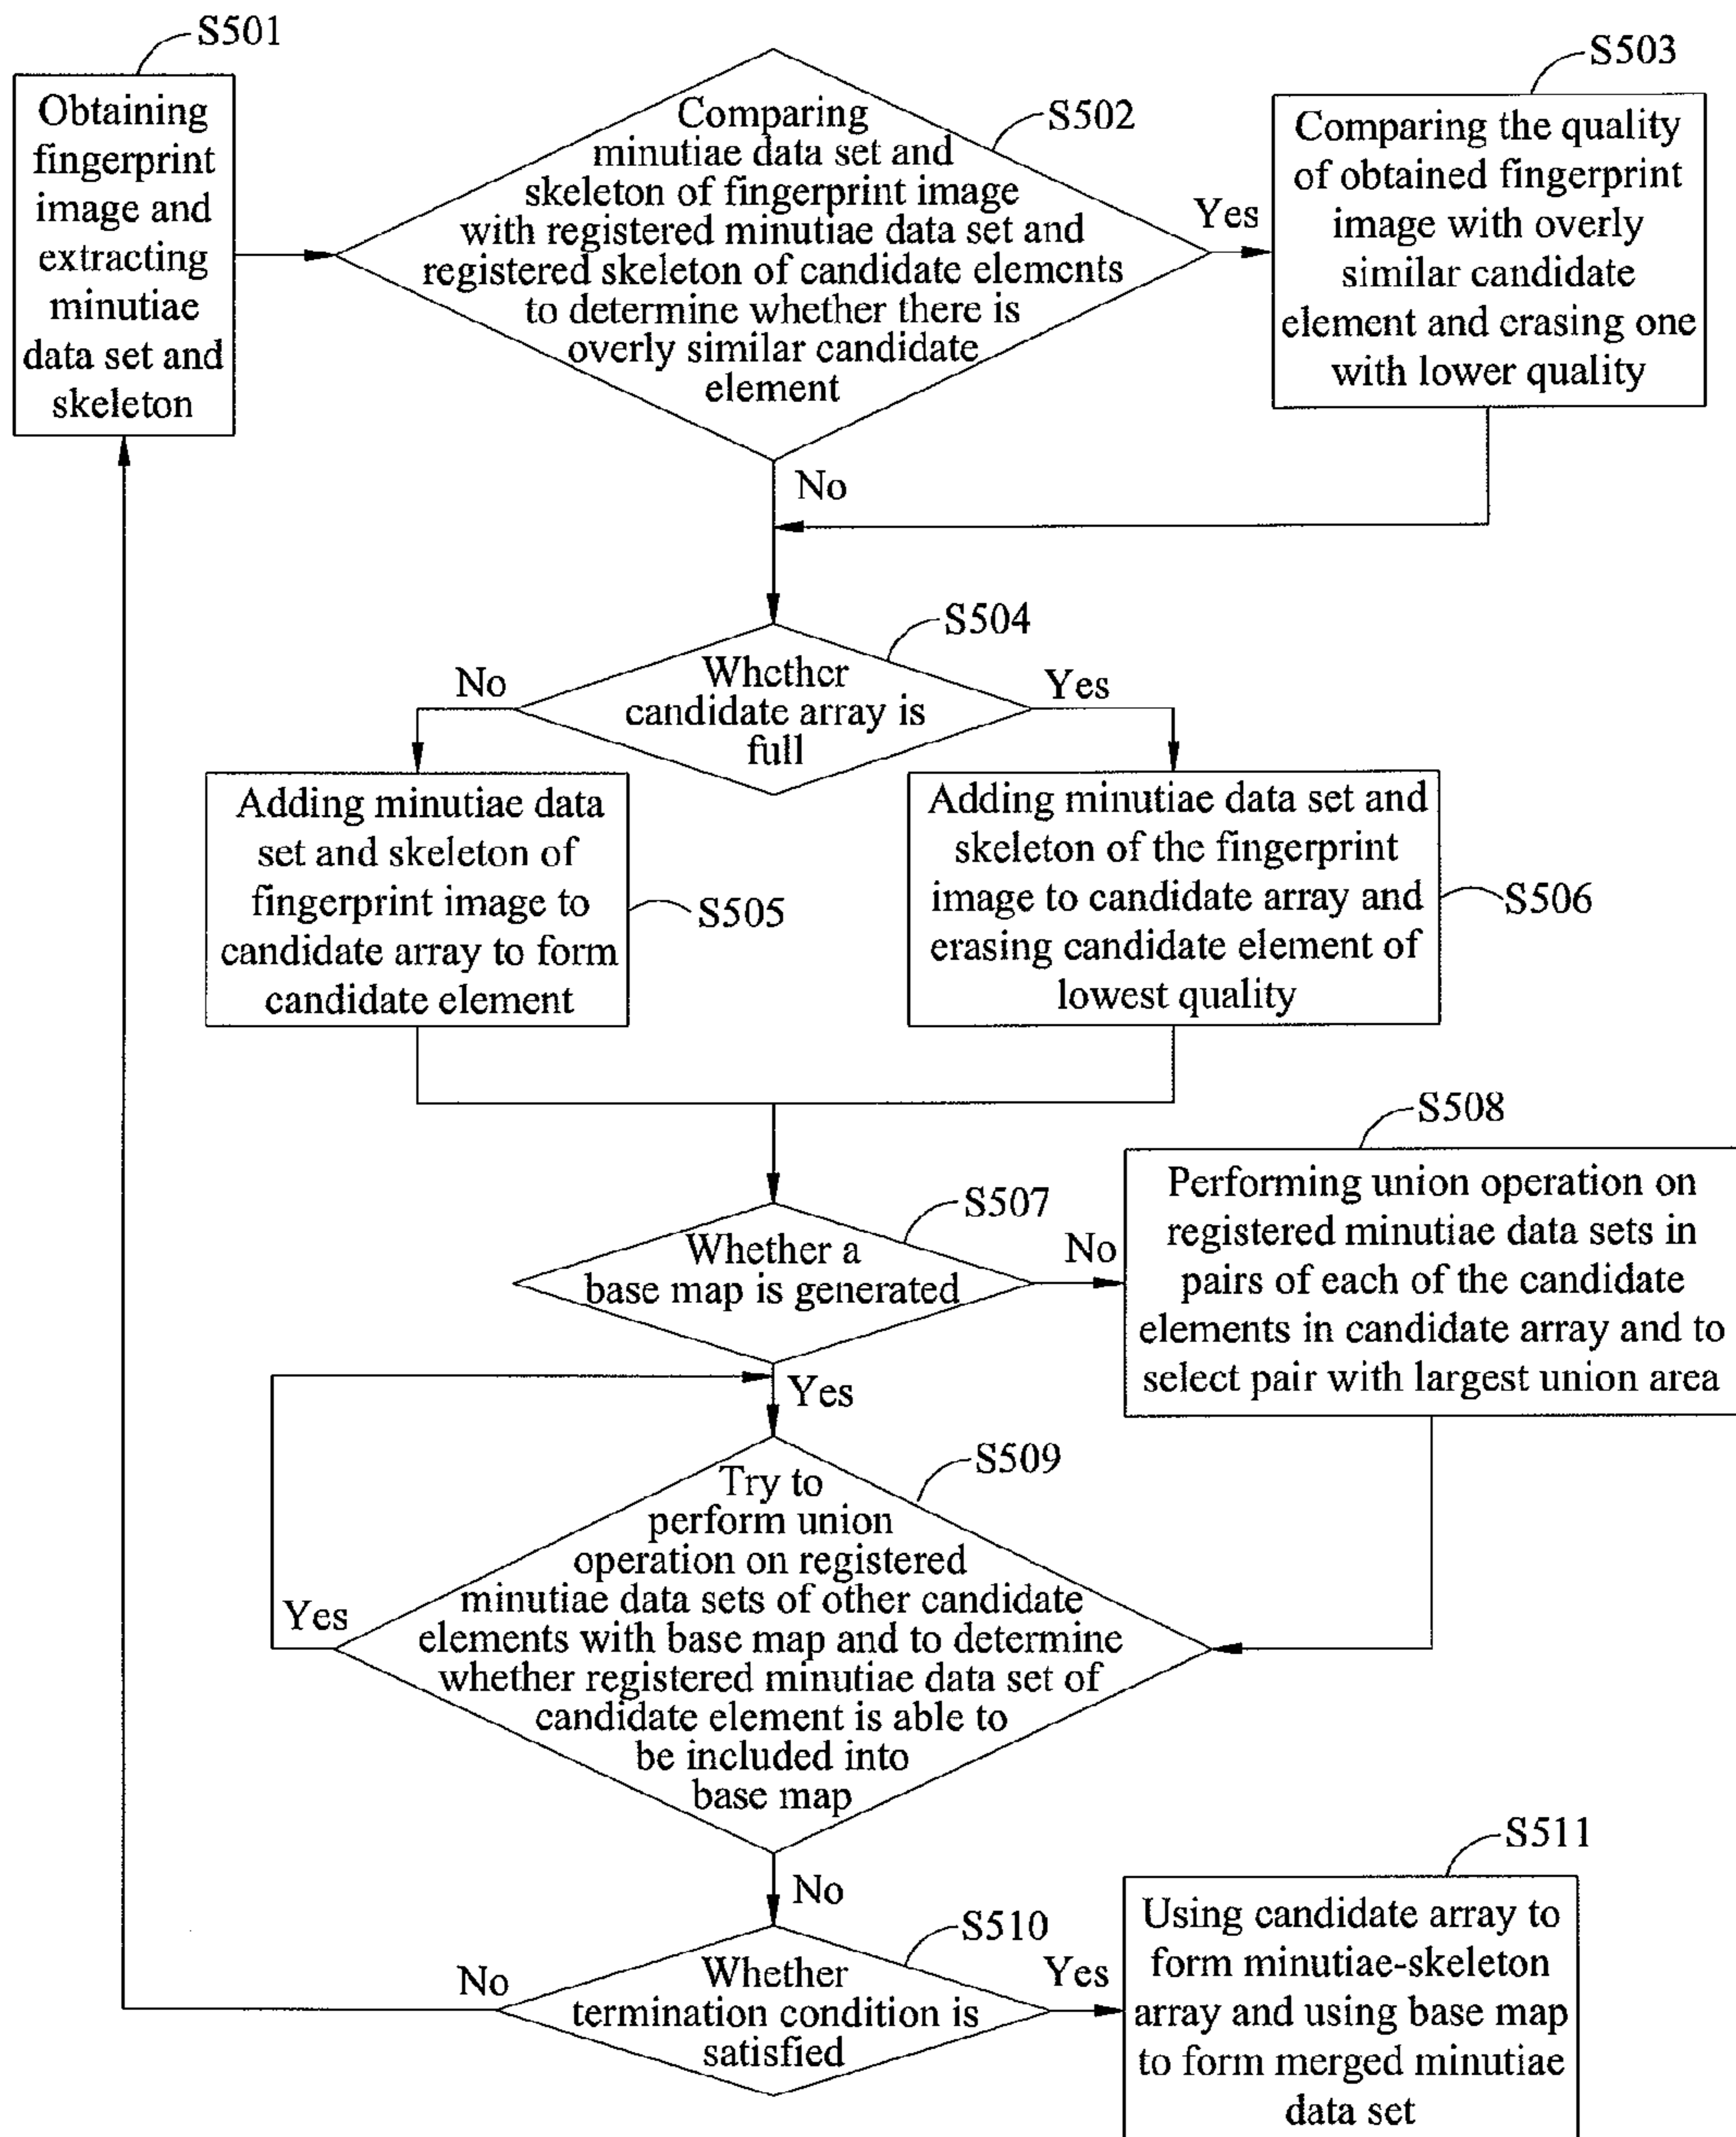 S501
Obtaining
fingerprint
image and
extracting
minutiae
data set and
skeleton
S502
Comparing
minutiae data set and
skeleton of fingerprint image
with registered minutiae data set and
registered skeleton of candidate elements
to determine whether there is
overly similar candidate
element
Yes
No
S503
Comparing the quality
of obtained fingerprint
image with overly
similar candidate
element and erasing one
with lower quality
S504
Whether
candidate array is
full
No
Yes
Adding minutiae data
set and skeleton of
fingerprint image to
candidate array to form
candidate element
S505
Adding minutiae data set and
skeleton of the fingerprint
image to candidate array and
erasing candidate element of
lowest quality
S506
S507
Whether a
base map is generated
No
Yes
S508
Performing union operation on
registered minutiae data sets in
pairs of each of the candidate
elements in candidate array and to
select pair with largest union area
S509
Try to
perform union
operation on registered
minutiae data sets of other candidate
elements with base map and to determine
whether registered minutiae data set of
candidate element is able to
be included into
base map
Yes
No
S510
Whether
termination condition is
satisfied
No
Yes
S511
Using candidate array to
form minutiae-skeleton
array and using base map
to form merged minutiae
data set